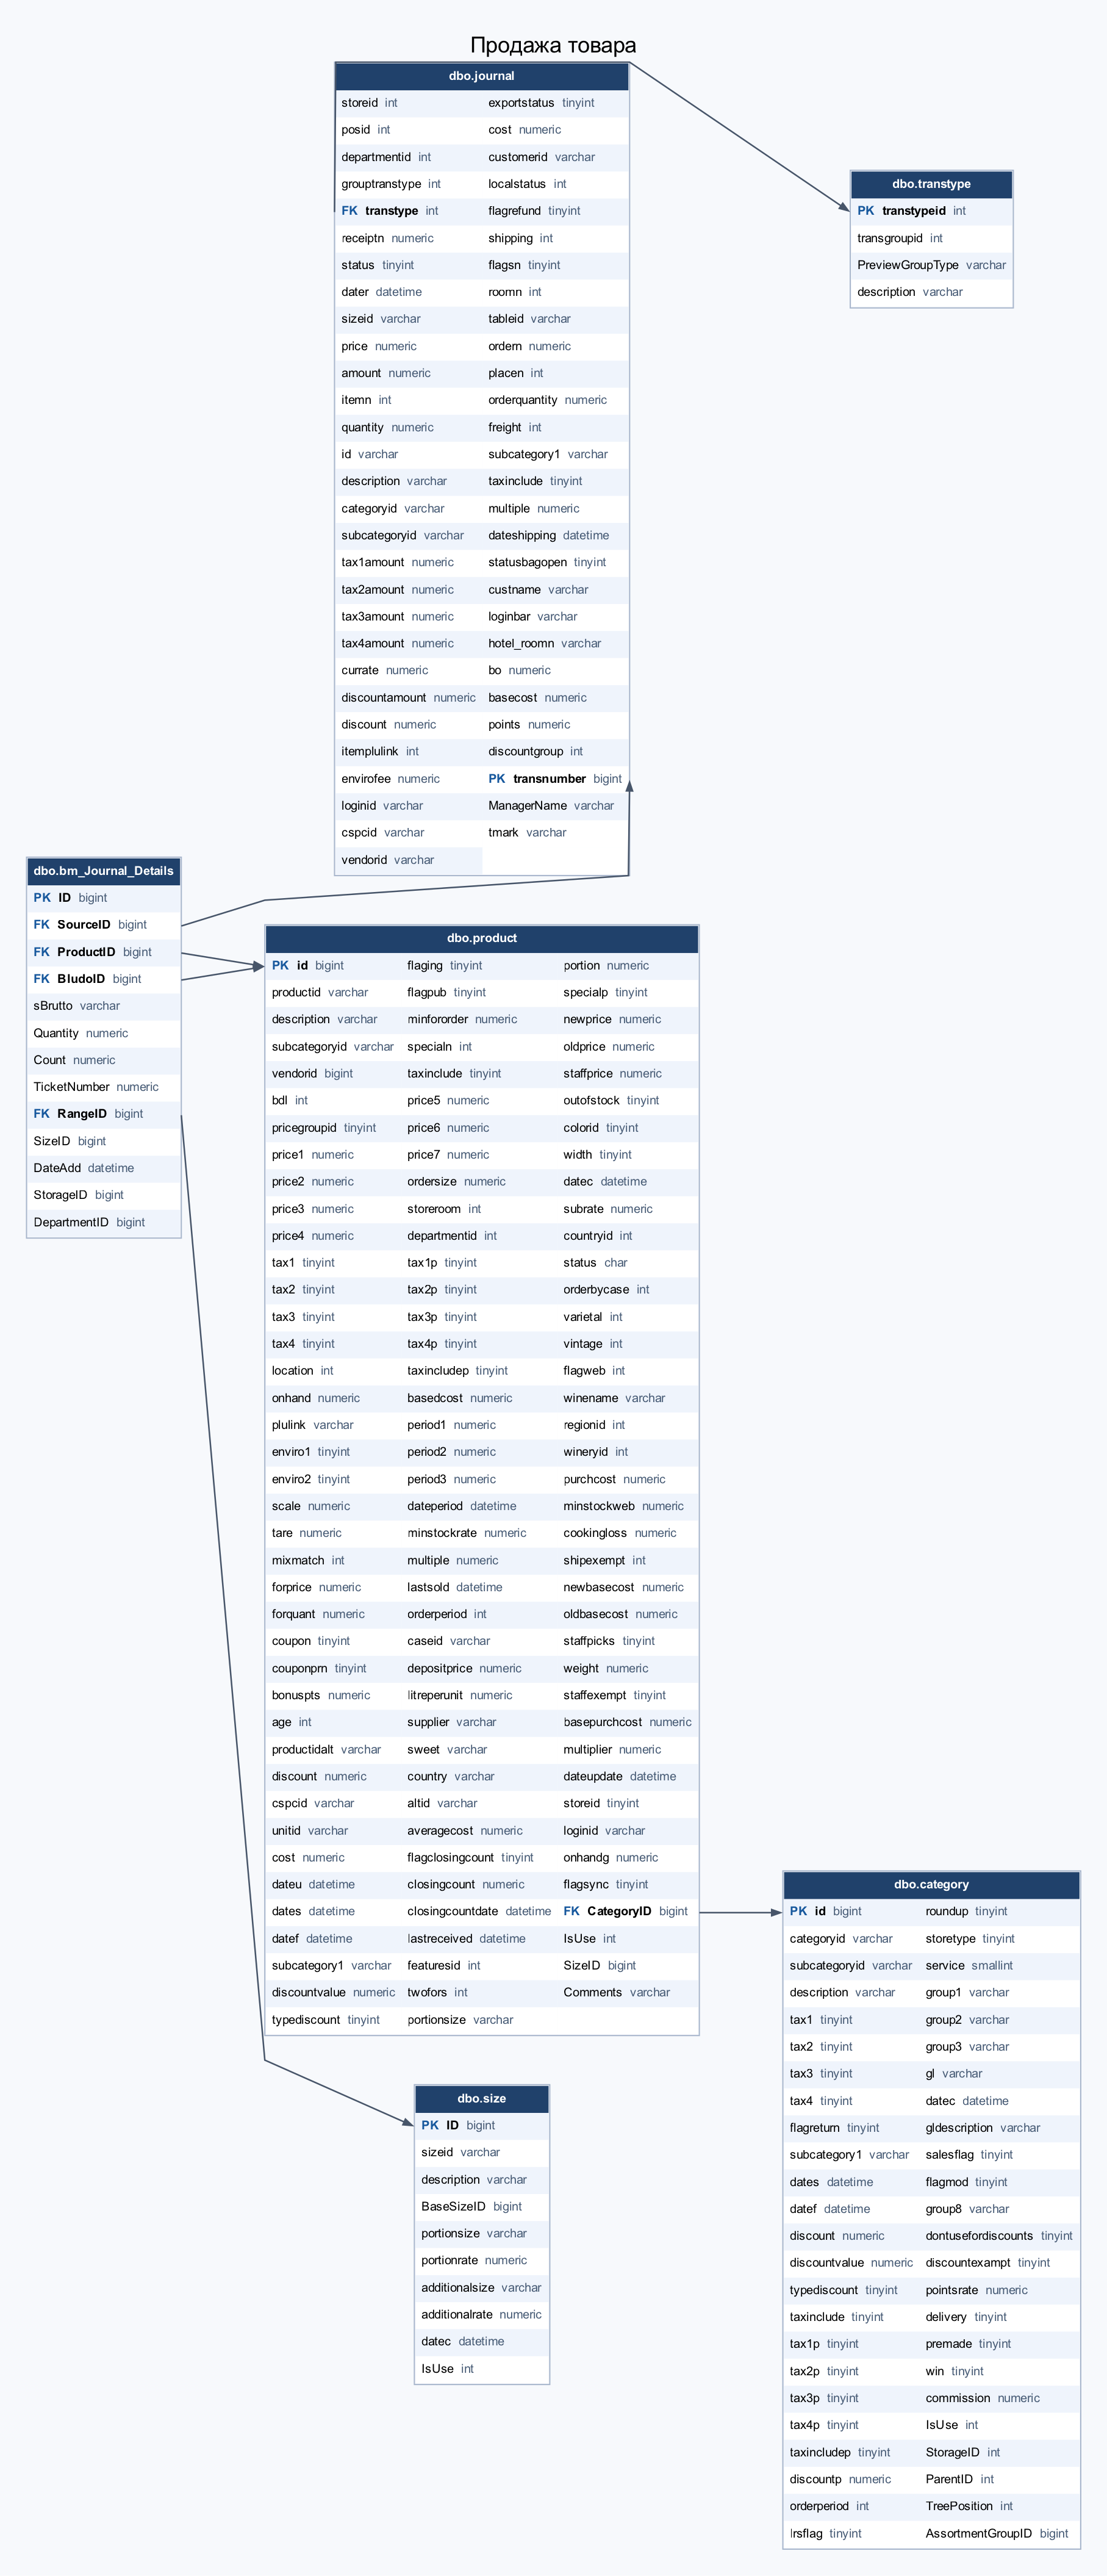 Продажа товара
dbo.journal
storeid int exportstatus tinyint
posid int cost numeric
departmentid int customerid varchar
grouptranstype int localstatus int
FK transtype int flagrefund tinyint
receiptn numeric shipping int
status tinyint flagsn tinyint
dater datetime roomn int
sizeid varchar tableid varchar
price numeric ordern numeric
amount numeric placen int
itemn int orderquantity numeric
quantity numeric freight int
id varchar subcategory1 varchar
description varchar taxinclude tinyint
categoryid varchar multiple numeric
subcategoryid varchar dateshipping datetime
tax1amount numeric statusbagopen tinyint
tax2amount numeric custname varchar
tax3amount numeric loginbar varchar
tax4amount numeric hotel_roomn varchar
currate numeric bo numeric
discountamount numeric basecost numeric
discount numeric points numeric
itemplulink int discountgroup int
envirofee numeric PK transnumber bigint
loginid varchar ManagerName varchar
cspcid varchar tmark varchar
vendorid varchar
dbo.transtype
PK transtypeid int
transgroupid int
PreviewGroupType varchar
description varchar
dbo.bm_Journal_Details
PK ID bigint
FK SourceID bigint
FK ProductID bigint
FK BludoID bigint
sBrutto varchar
Quantity numeric
Count numeric
TicketNumber numeric
FK RangeID bigint
SizeID bigint
DateAdd datetime
StorageID bigint
DepartmentID bigint
dbo.product
PK id bigint flaging tinyint portion numeric
productid varchar flagpub tinyint specialp tinyint
description varchar minfororder numeric newprice numeric
subcategoryid varchar specialn int oldprice numeric
vendorid bigint taxinclude tinyint staffprice numeric
bdl int price5 numeric outofstock tinyint
pricegroupid tinyint price6 numeric colorid tinyint
price1 numeric price7 numeric width tinyint
price2 numeric ordersize numeric datec datetime
price3 numeric storeroom int subrate numeric
price4 numeric departmentid int countryid int
tax1 tinyint tax1p tinyint status char
tax2 tinyint tax2p tinyint orderbycase int
tax3 tinyint tax3p tinyint varietal int
tax4 tinyint tax4p tinyint vintage int
location int taxincludep tinyint flagweb int
onhand numeric basedcost numeric winename varchar
plulink varchar period1 numeric regionid int
enviro1 tinyint period2 numeric wineryid int
enviro2 tinyint period3 numeric purchcost numeric
scale numeric dateperiod datetime minstockweb numeric
tare numeric minstockrate numeric cookingloss numeric
mixmatch int multiple numeric shipexempt int
forprice numeric lastsold datetime newbasecost numeric
forquant numeric orderperiod int oldbasecost numeric
coupon tinyint caseid varchar staffpicks tinyint
couponprn tinyint depositprice numeric weight numeric
bonuspts numeric litreperunit numeric staffexempt tinyint
age int supplier varchar basepurchcost numeric
productidalt varchar sweet varchar multiplier numeric
discount numeric country varchar dateupdate datetime
cspcid varchar altid varchar storeid tinyint
unitid varchar averagecost numeric loginid varchar
cost numeric flagclosingcount tinyint onhandg numeric
dateu datetime closingcount numeric flagsync tinyint
dates datetime closingcountdate datetime FK CategoryID bigint
datef datetime lastreceived datetime IsUse int
subcategory1 varchar featuresid int SizeID bigint
discountvalue numeric twofors int Comments varchar
typediscount tinyint portionsize varchar
dbo.category
PK id bigint roundup tinyint
categoryid varchar storetype tinyint
subcategoryid varchar service smallint
description varchar group1 varchar
tax1 tinyint group2 varchar
tax2 tinyint group3 varchar
tax3 tinyint gl varchar
tax4 tinyint datec datetime
flagreturn tinyint gldescription varchar
subcategory1 varchar salesflag tinyint
dates datetime flagmod tinyint
datef datetime group8 varchar
discount numeric dontusefordiscounts tinyint
discountvalue numeric discountexampt tinyint
typediscount tinyint pointsrate numeric
taxinclude tinyint delivery tinyint
tax1p tinyint premade tinyint
tax2p tinyint win tinyint
tax3p tinyint commission numeric
tax4p tinyint IsUse int
taxincludep tinyint StorageID int
discountp numeric ParentID int
orderperiod int TreePosition int
lrsflag tinyint AssortmentGroupID bigint
dbo.size
PK ID bigint
sizeid varchar
description varchar
BaseSizeID bigint
portionsize varchar
portionrate numeric
additionalsize varchar
additionalrate numeric
datec datetime
IsUse int